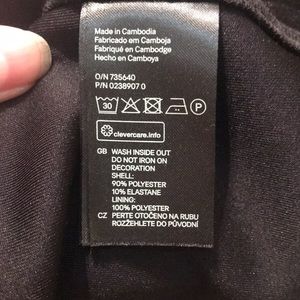 Made in Cambodia
Fabricado em Camboja
Fabriqué en Cambodge
Hecho en Camboya
O/N 735640
P/N 0238907 0
30 P
clevercare.info
GB WASH INSIDE OUT
DO NOT IRON ON
DECORATION
SHELL:
90% POLYESTER
10% ELASTANE
LINING:
100% POLYESTER
CZ PERTE OTOČENO NA RUBU
ROZŽEHLETE DO PŮVODNÍ